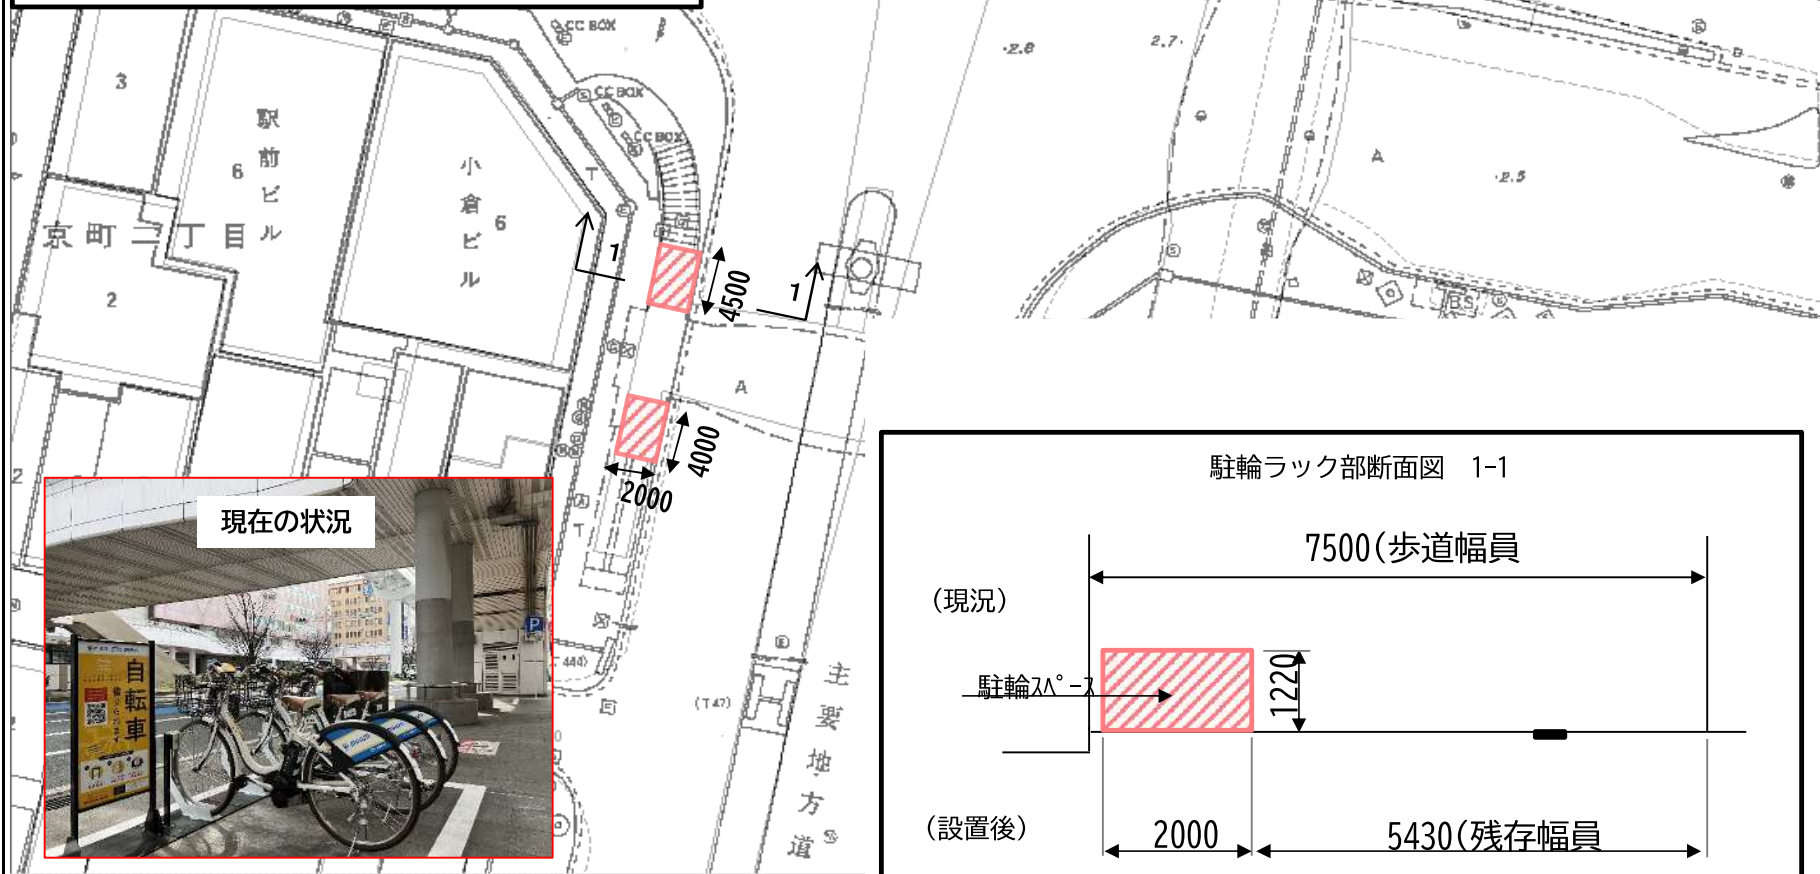 CC BOX
CC BOX
CC BOX
3
駅前ビル
6
小倉ビル
6
京町二丁目
2
1
1
4500
4000
2000
A
T
T
2.8
2.7
A
2.5
BS
(T47)
主要地方道
現在の状況
P
自転車
駐輪ラック部断面図 1-1
7500(歩道幅員
(現況)
駐輪スペース
1220
(設置後)
2000
5430(残存幅員